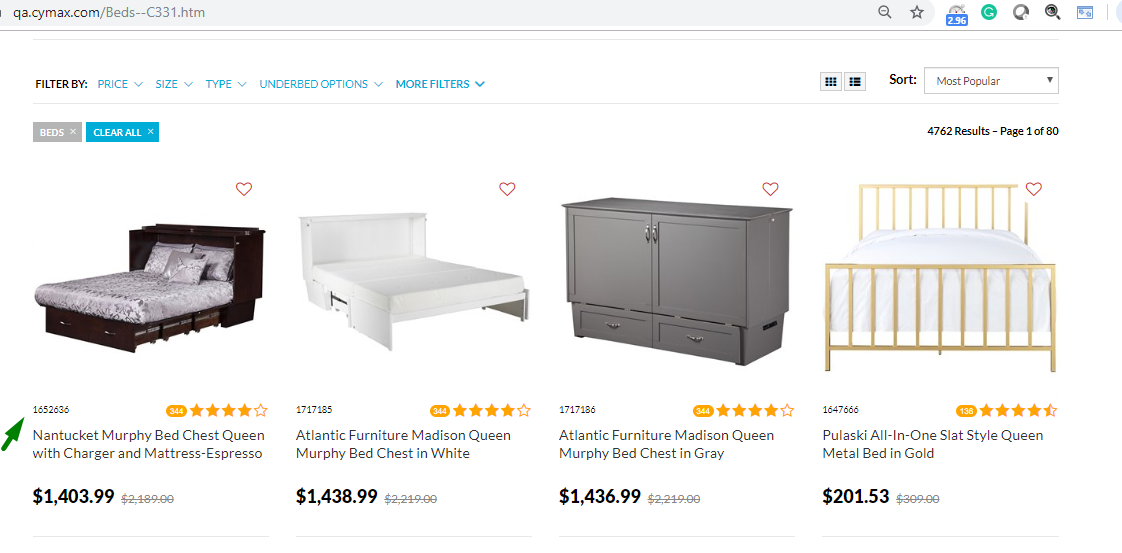 qa.cymax.com/Beds--C331.htm
2.96
FILTER BY: PRICE SIZE TYPE UNDERBED OPTIONS MORE FILTERS
Sort: Most Popular
BEDS × CLEAR ALL ×
4762 Results – Page 1 of 80
1652636 344
Nantucket Murphy Bed Chest Queen
with Charger and Mattress-Espresso
$1,403.99 $2,189.00
1717185 344
Atlantic Furniture Madison Queen
Murphy Bed Chest in White
$1,438.99 $2,219.00
1717186 344
Atlantic Furniture Madison Queen
Murphy Bed Chest in Gray
$1,436.99 $2,219.00
1647666 138
Pulaski All-In-One Slat Style Queen
Metal Bed in Gold
$201.53 $309.00